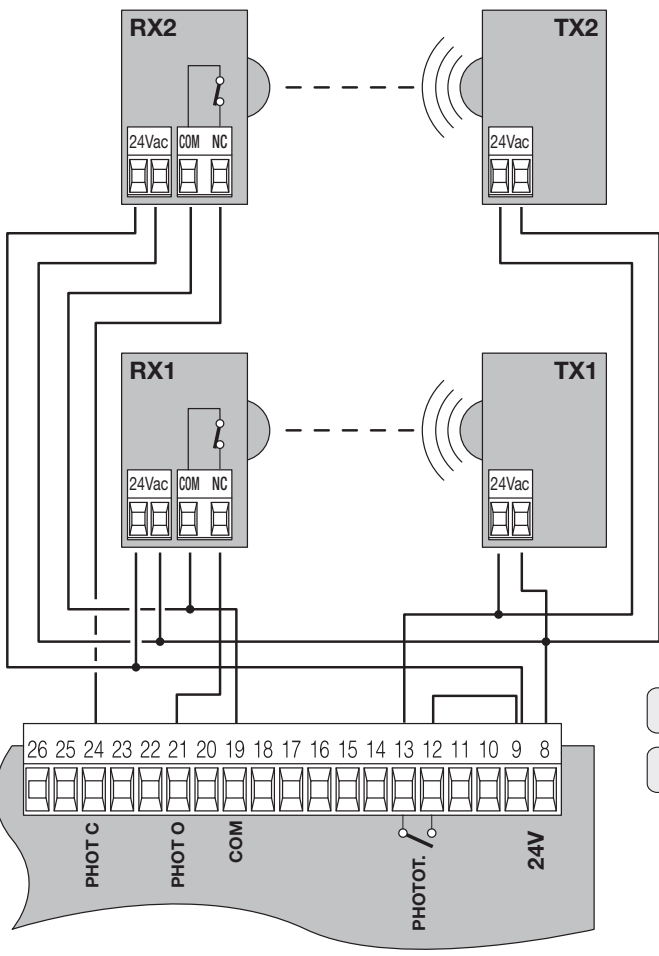 RX2 TX2
24Vac COM NC 24Vac
RX1 TX1
24Vac COM NC 24Vac
26 25 24 23 22 21 20 19 18 17 16 15 14 13 12 11 10 9 8
PHOT C
PHOT O
COM
PHOTOT.
24V